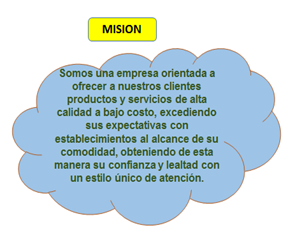 MISION
Somos una empresa orientada a
ofrecer a nuestros clientes
productos y servicios de alta
calidad a bajo costo, excediendo
sus expectativas con
establecimientos al alcance de su
comodidad, obteniendo de esta
manera su confianza y lealtad con
un estilo único de atención.